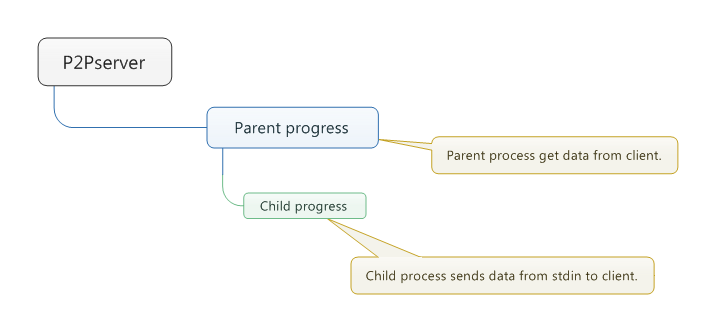 P2Pserver
Parent progress
Parent process get data from client.
Child progress
Child process sends data from stdin to client.